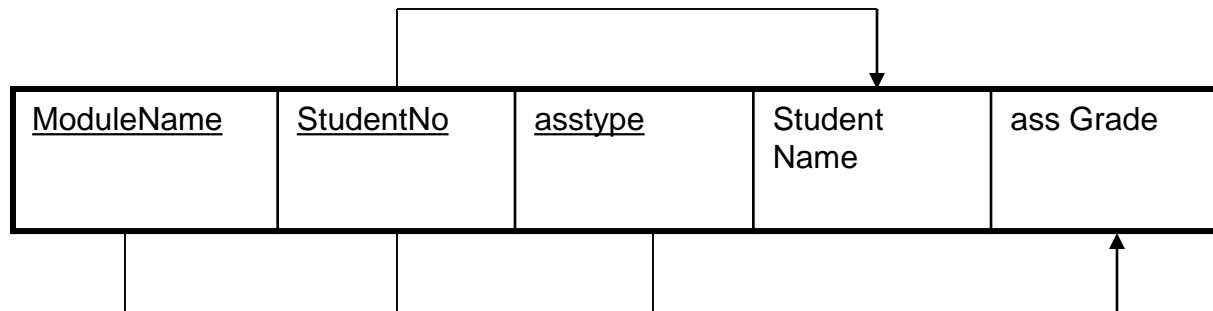 ModuleName
StudentNo
asstype
Student
Name
ass Grade